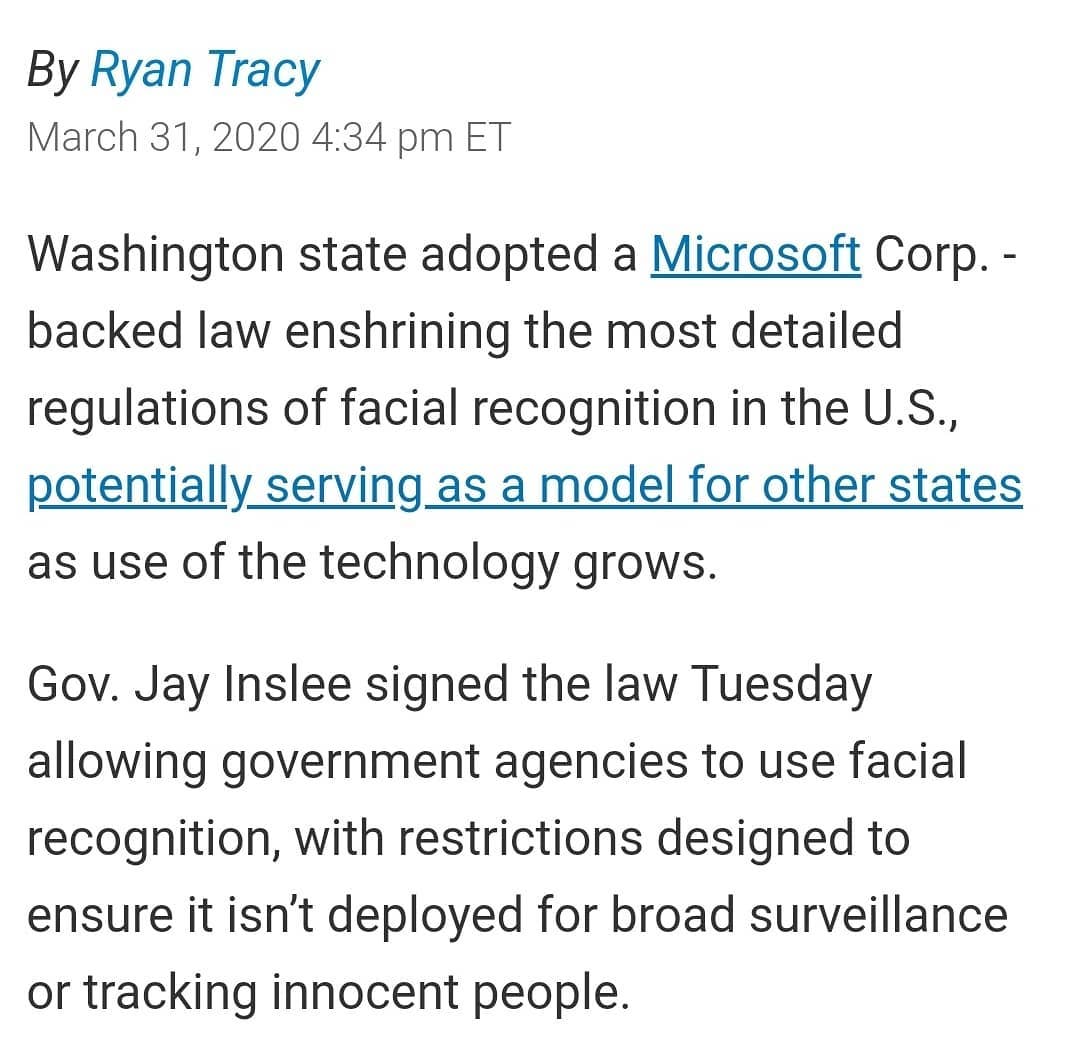 By Ryan Tracy
March 31, 2020 4:34 pm ET
Washington state adopted a Microsoft Corp. -
backed law enshrining the most detailed
regulations of facial recognition in the U.S.,
potentially serving as a model for other states
as use of the technology grows.
Gov. Jay Inslee signed the law Tuesday
allowing government agencies to use facial
recognition, with restrictions designed to
ensure it isn’t deployed for broad surveillance
or tracking innocent people.